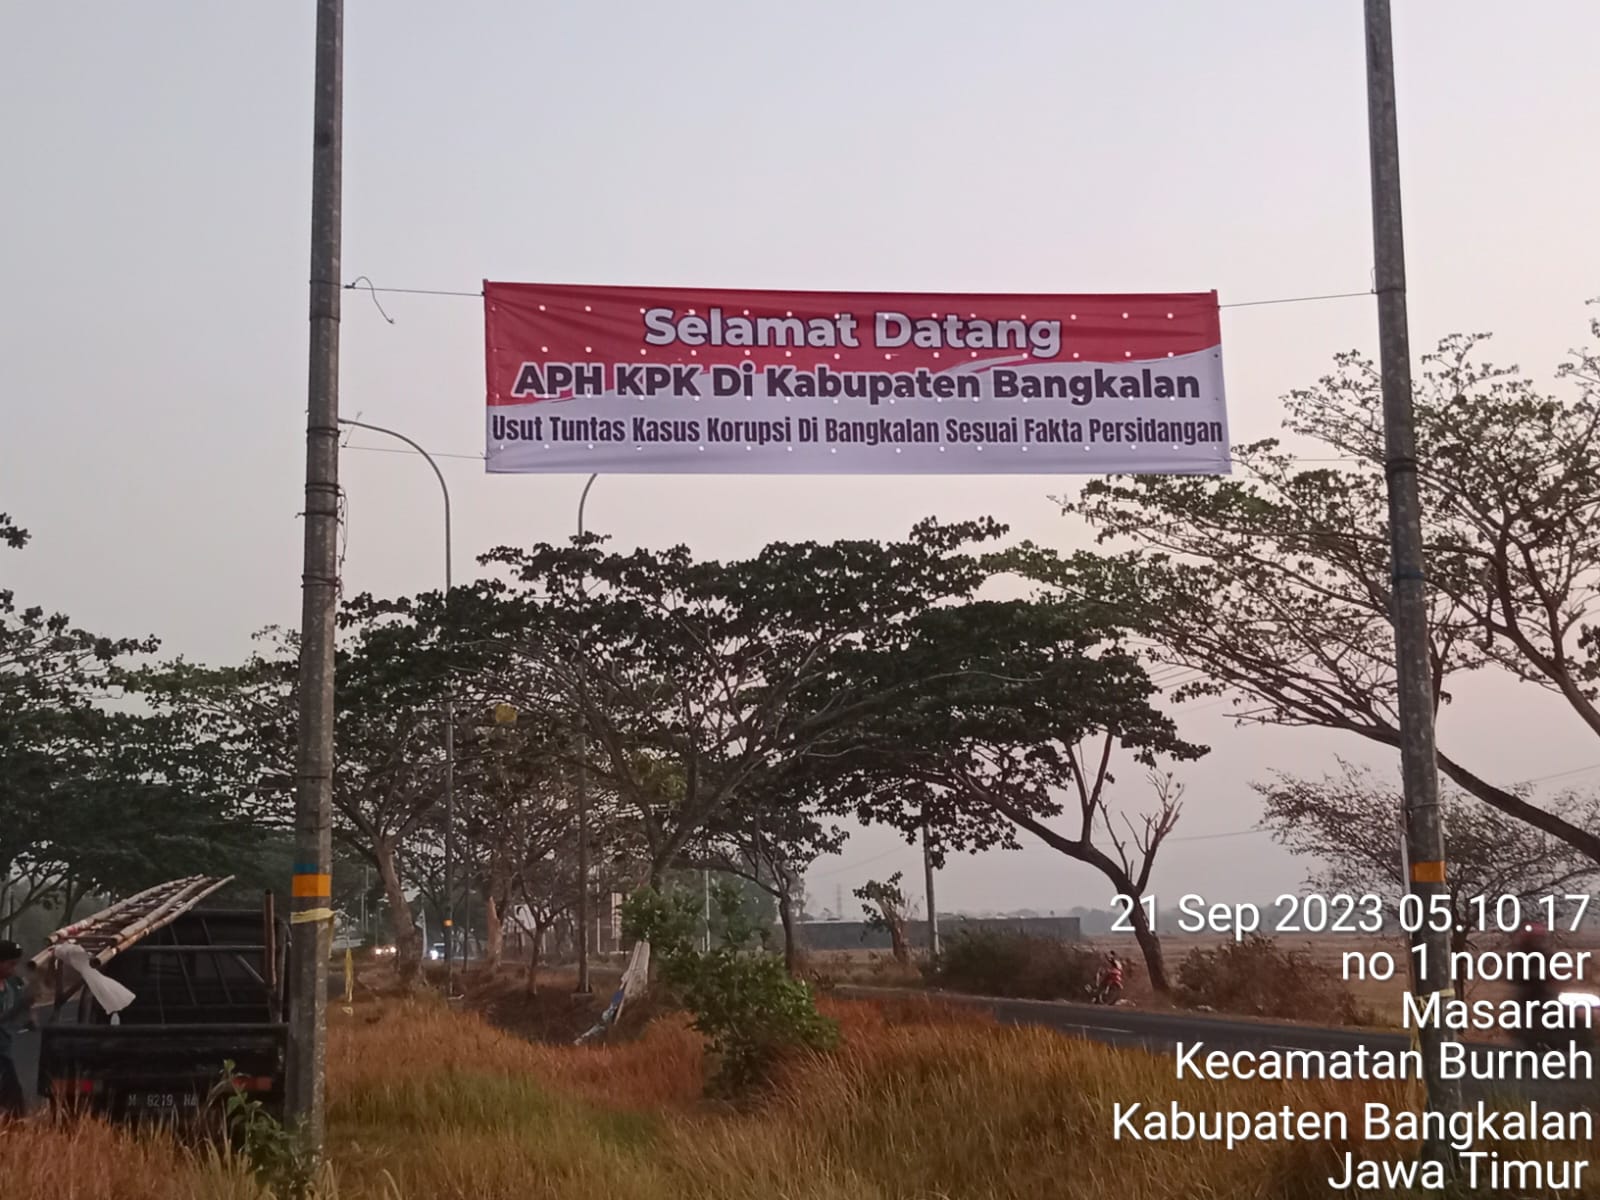 Selamat Datang
APH KPK Di Kabupaten Bangkalan
Usut Tuntas Kasus Korupsi Di Bangkalan Sesuai Fakta Persidangan
21 Sep 2023 05.10.17
no 1 nomer
Masaran
Kecamatan Burneh
Kabupaten Bangkalan
Jawa Timur